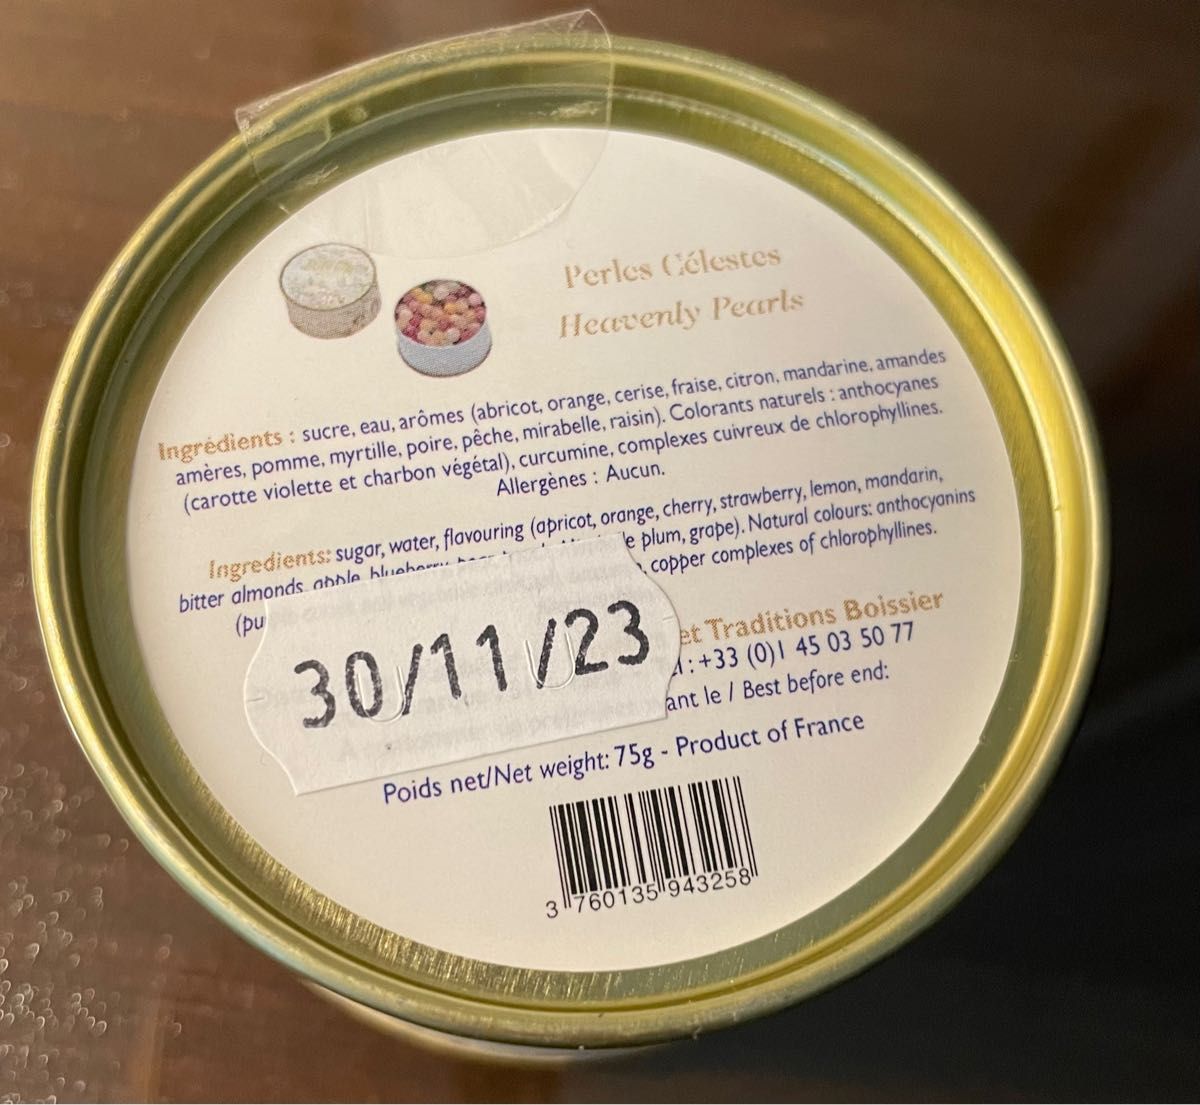 Perles Célestes
Heavenly Pearls
Ingrédients : sucre, eau, arômes (abricot, orange, cerise, fraise, citron, mandarine, amandes
amères, pomme, myrtille, poire, pêche, mirabelle, raisin). Colorants naturels : anthocyanes
(carotte violette et charbon végétal), curcumine, complexes cuivreux de chlorophyllines.
Allergènes : Aucun.
Ingredients: sugar, water, flavouring (apricot, orange, cherry, strawberry, lemon, mandarin,
bitter almonds, apple, blueberry, plum, grape). Natural colours: anthocyanins
(pu , copper complexes of chlorophyllines.
et Traditions Boissier
: +33 (0)1 45 03 50 77
ant le / Best before end:
30/11/23
Poids net/Net weight: 75g - Product of France
3 760135 943258